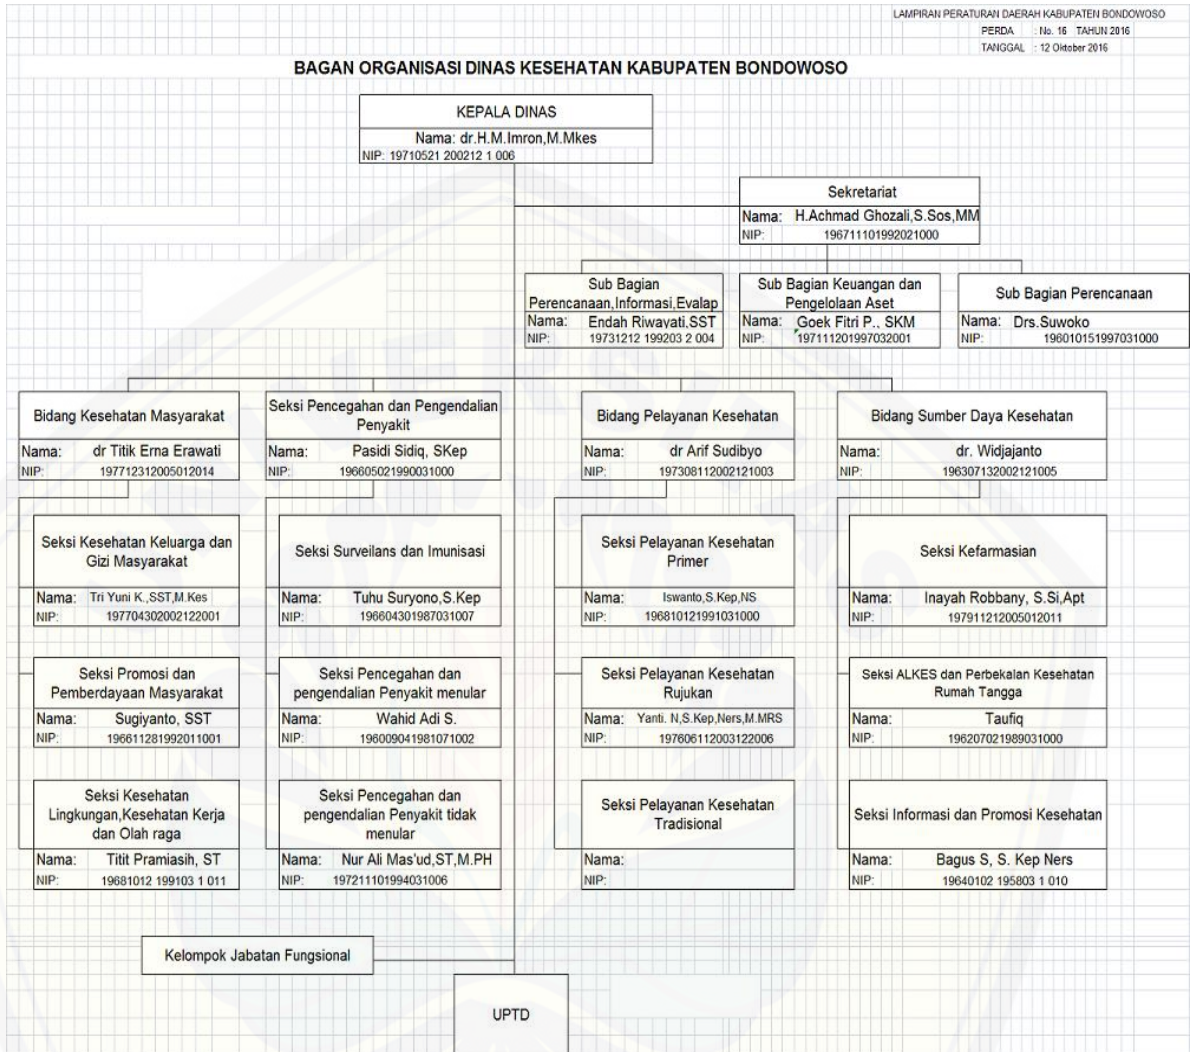 LAMPIRAN PERATURAN DAERAH KABUPATEN BONDOWOSO
PERDA : No. 16 TAHUN 2016
TANGGAL : 12 Oktober 2016
BAGAN ORGANISASI DINAS KESEHATAN KABUPATEN BONDOWOSO
KEPALA DINAS
Nama: dr.H.M.Imron,M.Mkes
NIP: 19710521 200212 1 006
Sekretariat
Nama: H.Achmad Ghozali,S.Sos,MM
NIP: 196711101992021000
Sub Bagian
Perencanaan,Informasi,Evalap
Nama: Endah Riwayati,SST
NIP: 19731212 199203 2 004
Sub Bagian Keuangan dan
Pengelolaan Aset
Nama: Goek Fitri P., SKM
NIP: 197111201997032001
Sub Bagian Perencanaan
Nama: Drs.Suwoko
NIP: 196010151997031000
Bidang Kesehatan Masyarakat
Nama: dr Titik Erna Erawati
NIP: 197712312005012014
Seksi Pencegahan dan Pengendalian
Penyakit
Nama: Pasidi Sidiq, SKep
NIP: 196605021990031000
Bidang Pelayanan Kesehatan
Nama: dr Arif Sudibyo
NIP: 197308112002121003
Bidang Sumber Daya Kesehatan
Nama: dr. Widjajanto
NIP: 196307132002121005
Seksi Kesehatan Keluarga dan
Gizi Masyarakat
Nama: Tri Yuni K.,SST,M.Kes
NIP: 197704302002122001
Seksi Surveilans dan Imunisasi
Nama: Tuhu Suryono,S.Kep
NIP: 196604301987031007
Seksi Pelayanan Kesehatan
Primer
Nama: Iswanto,S.Kep,NS
NIP: 196810121991031000
Seksi Kefarmasian
Nama: Inayah Robbany, S.Si,Apt
NIP: 197911212005012011
Seksi Promosi dan
Pemberdayaan Masyarakat
Nama: Sugiyanto, SST
NIP: 196611281992011001
Seksi Pencegahan dan
pengendalian Penyakit menular
Nama: Wahid Adi S.
NIP: 196009041981071002
Seksi Pelayanan Kesehatan
Rujukan
Nama: Yanti. N,S.Kep,Ners,M.MRS
NIP: 197606112003122006
Seksi ALKES dan Perbekalan Kesehatan
Rumah Tangga
Nama: Taufiq
NIP: 196207021989031000
Seksi Kesehatan
Lingkungan,Kesehatan Kerja
dan Olah raga
Nama: Titit Pramiasih, ST
NIP: 19681012 199103 1 011
Seksi Pencegahan dan
pengendalian Penyakit tidak
menular
Nama: Nur Ali Mas'ud,ST,M.PH
NIP: 197211101994031006
Seksi Pelayanan Kesehatan
Tradisional
Nama:
NIP:
Seksi Informasi dan Promosi Kesehatan
Nama: Bagus S, S. Kep Ners
NIP: 19640102 195803 1 010
Kelompok Jabatan Fungsional
UPTD